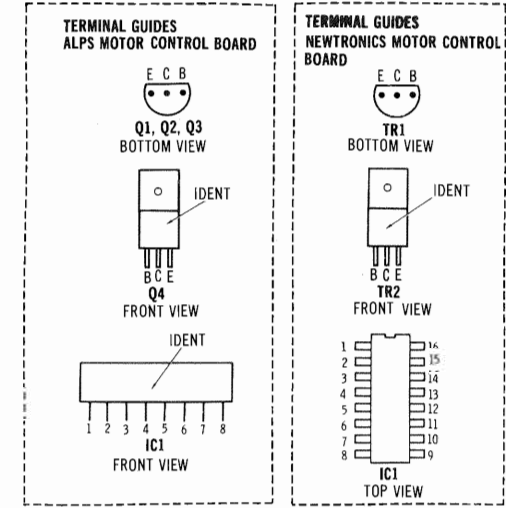 TERMINAL GUIDES
ALPS MOTOR CONTROL BOARD
E C B
Q1, Q2, Q3
BOTTOM VIEW
IDENT
B C E
Q4
FRONT VIEW
IDENT
1 2 3 4 5 6 7 8
IC1
FRONT VIEW
TERMINAL GUIDES
NEWTRONICS MOTOR CONTROL
BOARD
E C B
TR1
BOTTOM VIEW
IDENT
B C E
TR2
FRONT VIEW
1 16
2 15
3 14
4 13
5 12
6 11
7 10
8 9
IC1
TOP VIEW